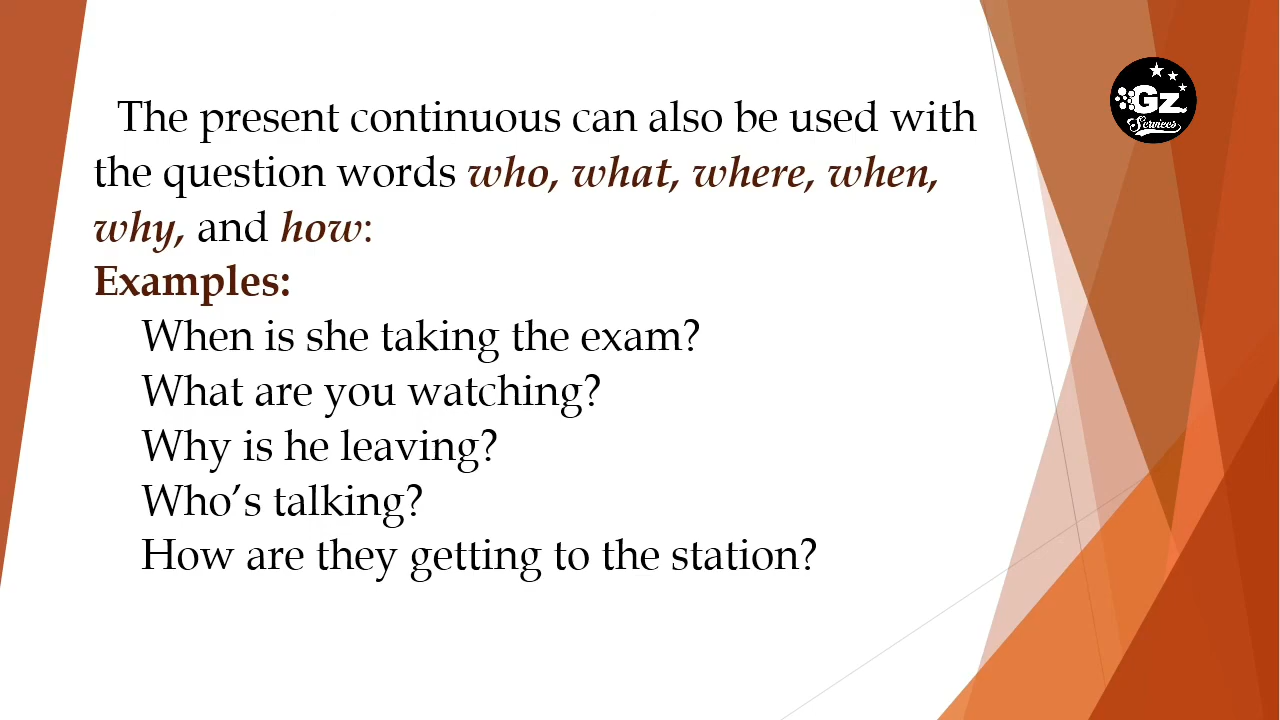 The present continuous can also be used with
the question words who, what, where, when,
why, and how:
Examples:
When is she taking the exam?
What are you watching?
Why is he leaving?
Who’s talking?
How are they getting to the station?
Gz
Services